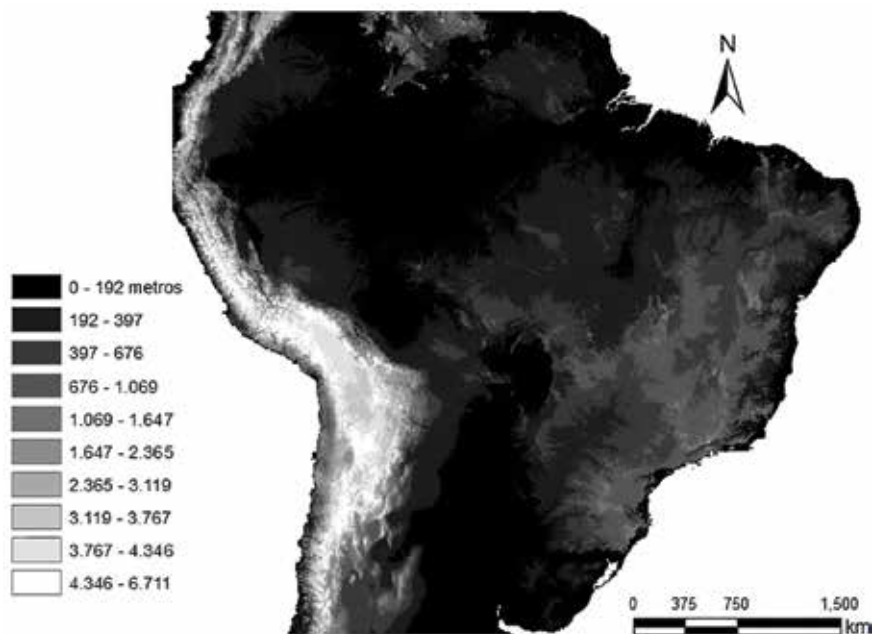 N
0 - 192 metros
192 - 397
397 - 676
676 - 1.069
1.069 - 1.647
1.647 - 2.365
2.365 - 3.119
3.119 - 3.767
3.767 - 4.346
4.346 - 6.711
0 375 750 1,500
km